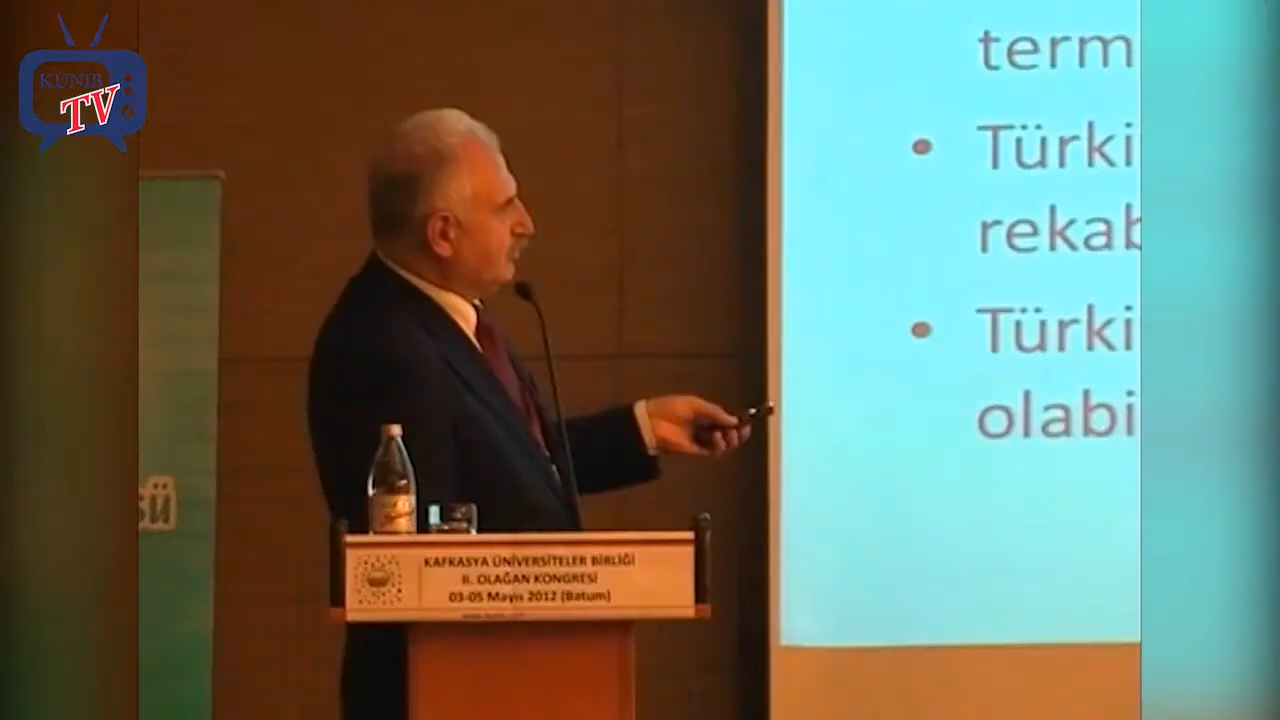 KÜNİB
TV
term
• Türki
rekab
• Türki
olabi
sü
KAFKASYA ÜNİVERSİTELER BİRLİĞİ
II. OLAĞAN KONGRESİ
03-05 Mayıs 2012 (Batum)